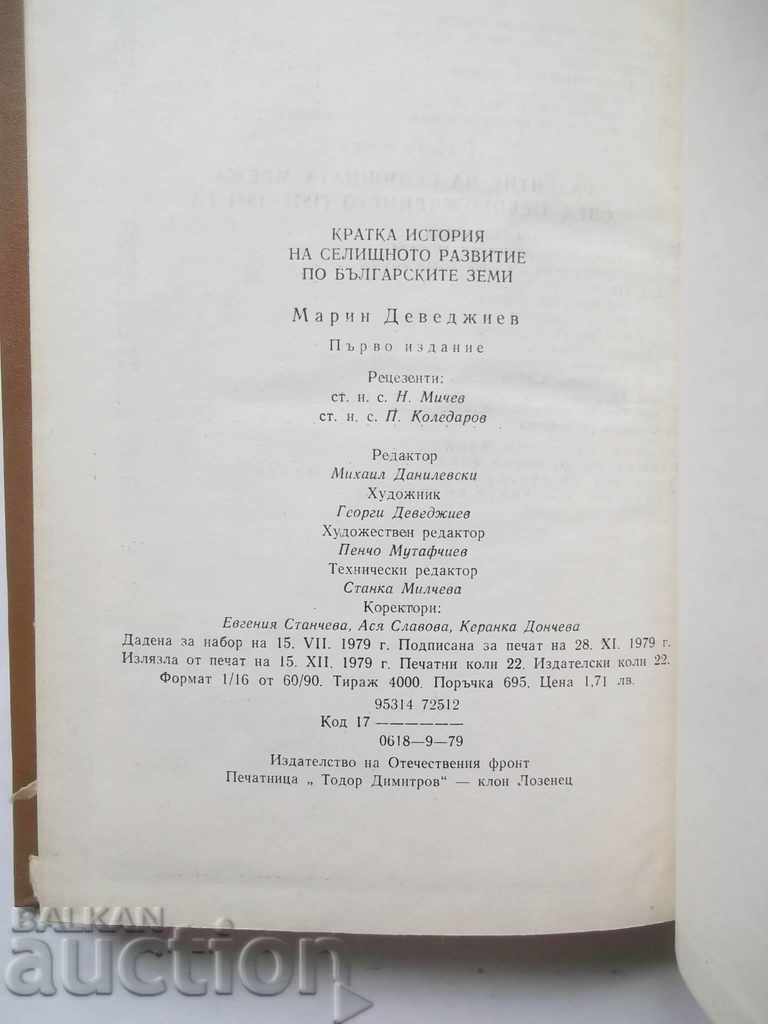 КРАТКА ИСТОРИЯ
НА СЕЛИЩНОТО РАЗВИТИЕ
ПО БЪЛГАРСКИТЕ ЗЕМИ
Марин Деведжиев
Първо издание
Рецезенти:
ст. н. с. Н. Мичев
ст. н. с. П. Коледаров
Редактор
Михаил Данилевски
Художник
Георги Деведжиев
Художествен редактор
Пенчо Мутафчиев
Технически редактор
Станка Милчева
Коректори:
Евгения Станчева, Ася Славова, Керанка Дончева
Дадена за набор на 15. VII. 1979 г. Подписана за печат на 28. XI. 1979 г.
Излязла от печат на 15. XII. 1979 г. Печатни коли 22. Издателски коли 22.
Формат 1/16 от 60/90. Тираж 4000. Поръчка 695. Цена 1,71 лв.
95314 72512
Код 17 ——————
0618—9—79
Издателство на Отечествения фронт
Печатница „ Тодор Димитров“ — клон Лозенец
BALKAN
auction